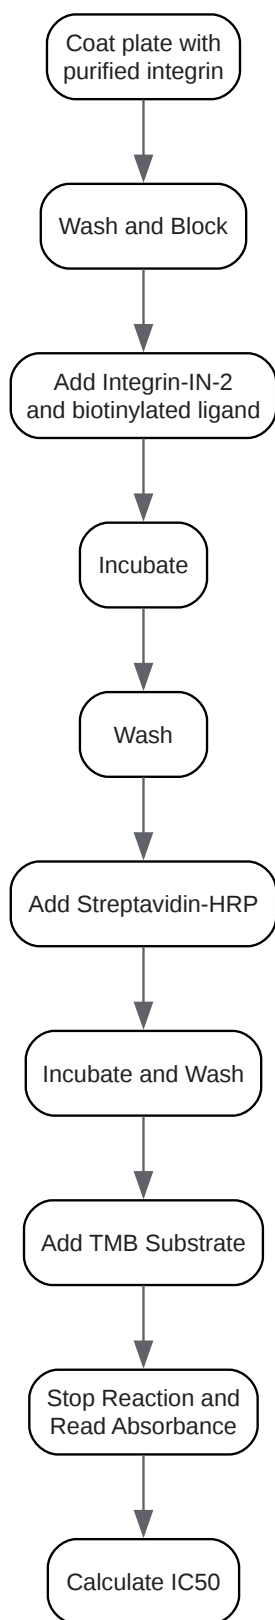 Coat plate with
purified integrin
Wash and Block
Add Integrin-IN-2
and biotinylated ligand
Incubate
Wash
Add Streptavidin-HRP
Incubate and Wash
Add TMB Substrate
Stop Reaction and
Read Absorbance
Calculate IC50